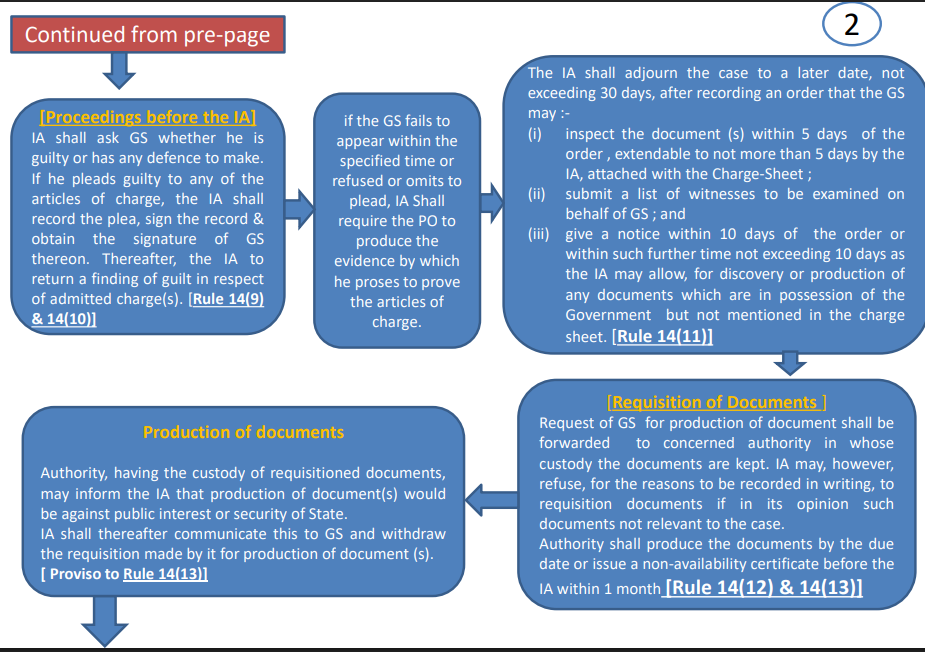 Continued from pre-page
2
[Proceedings before the IA]
IA shall ask GS whether he is
guilty or has any defence to make.
If he pleads guilty to any of the
articles of charge, the IA shall
record the plea, sign the record &
obtain the signature of GS
thereon. Thereafter, the IA to
return a finding of guilt in respect
of admitted charge(s). [Rule 14(9)
& 14(10)]
if the GS fails to
appear within the
specified time or
refused or omits to
plead, IA Shall
require the PO to
produce the
evidence by which
he proses to prove
the articles of
charge.
The IA shall adjourn the case to a later date, not
exceeding 30 days, after recording an order that the GS
may :-
(i) inspect the document (s) within 5 days of the
order , extendable to not more than 5 days by the
IA, attached with the Charge-Sheet ;
(ii) submit a list of witnesses to be examined on
behalf of GS ; and
(iii) give a notice within 10 days of the order or
within such further time not exceeding 10 days as
the IA may allow, for discovery or production of
any documents which are in possession of the
Government but not mentioned in the charge
sheet. [Rule 14(11)]
[Requisition of Documents ]
Request of GS for production of document shall be
forwarded to concerned authority in whose
custody the documents are kept. IA may, however,
refuse, for the reasons to be recorded in writing, to
requisition documents if in its opinion such
documents not relevant to the case.
Authority shall produce the documents by the due
date or issue a non-availability certificate before the
IA within 1 month [Rule 14(12) & 14(13)]
Production of documents
Authority, having the custody of requisitioned documents,
may inform the IA that production of document(s) would
be against public interest or security of State.
IA shall thereafter communicate this to GS and withdraw
the requisition made by it for production of document (s).
[ Proviso to Rule 14(13)]